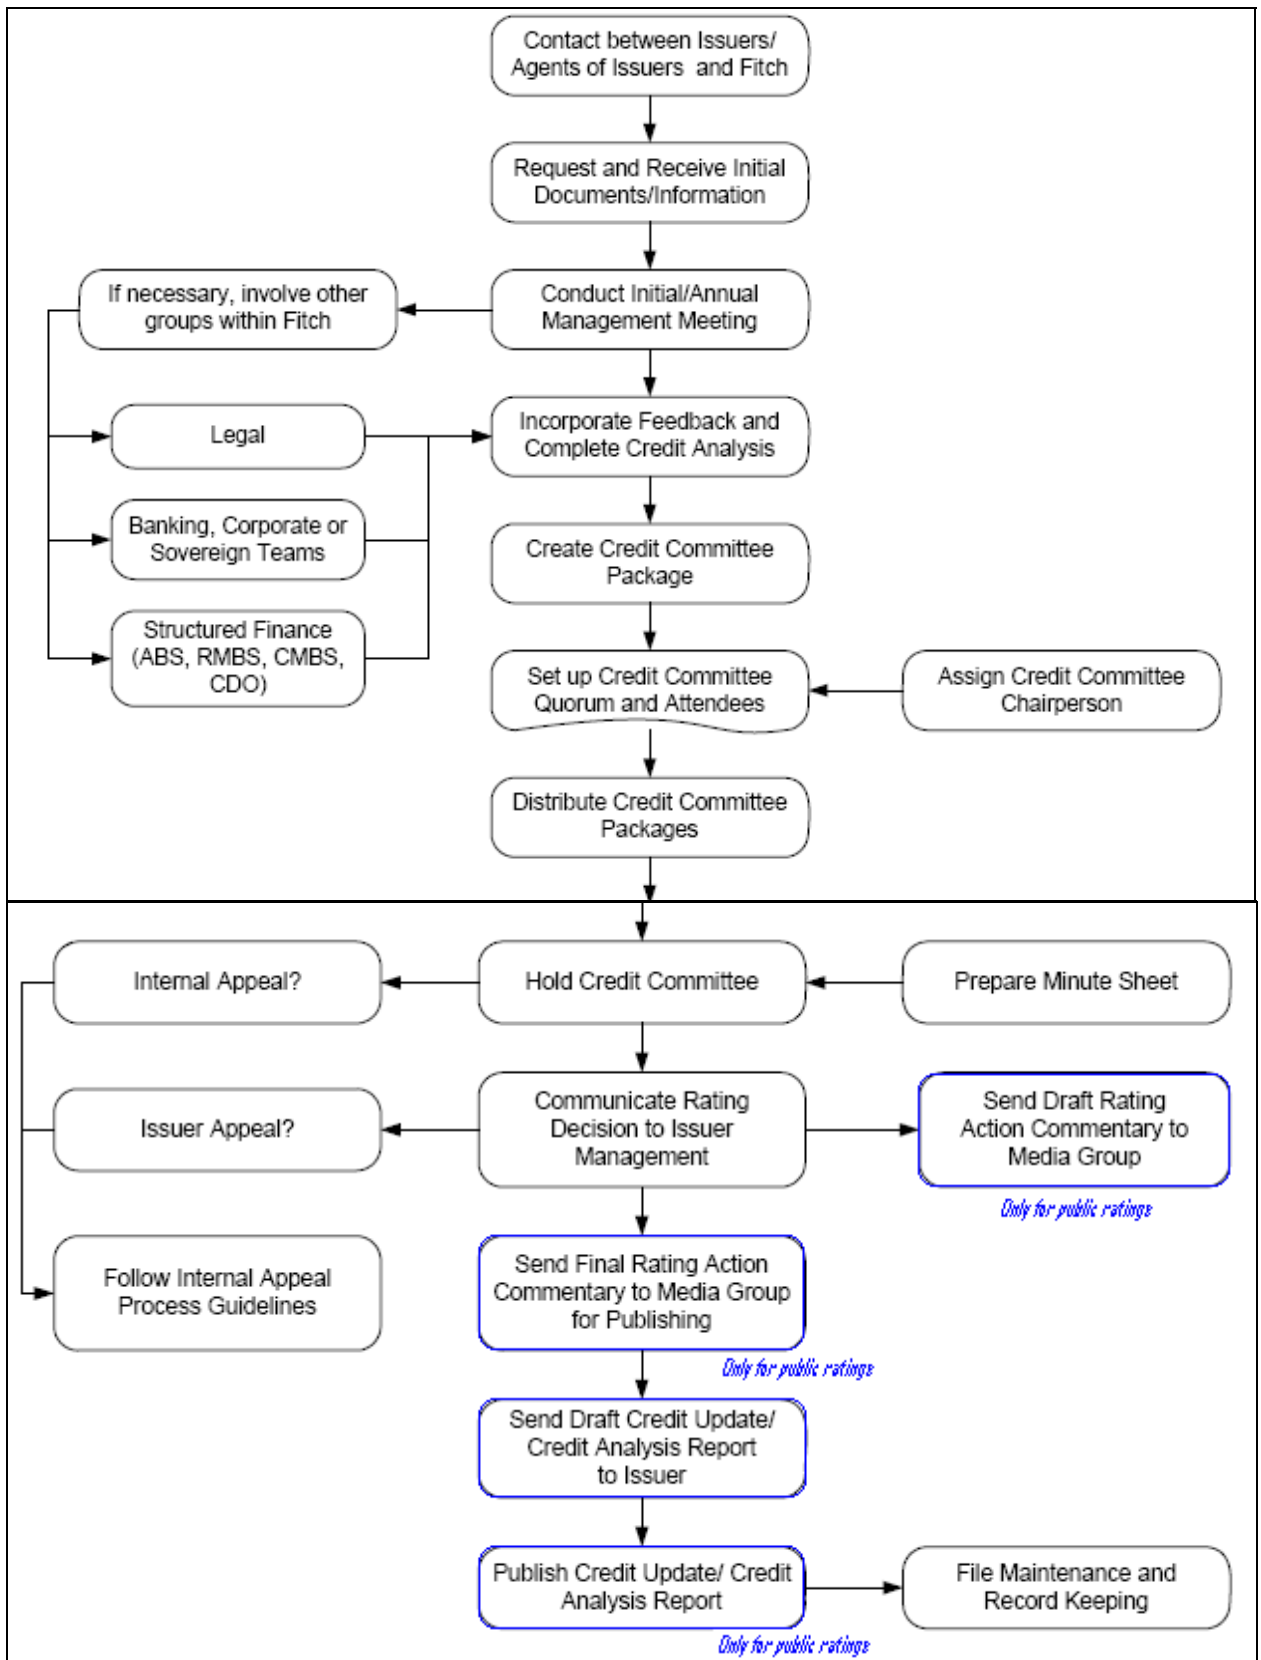 Contact between Issuers/
Agents of Issuers and Fitch
Request and Receive Initial
Documents/Information
If necessary, involve other
groups within Fitch
Conduct Initial/Annual
Management Meeting
Legal
Incorporate Feedback and
Complete Credit Analysis
Banking, Corporate or
Sovereign Teams
Create Credit Committee
Package
Structured Finance
(ABS, RMBS, CMBS,
CDO)
Set up Credit Committee
Quorum and Attendees
Assign Credit Committee
Chairperson
Distribute Credit Committee
Packages
Internal Appeal?
Hold Credit Committee
Prepare Minute Sheet
Issuer Appeal?
Communicate Rating
Decision to Issuer
Management
Send Draft Rating
Action Commentary to
Media Group
Only for public ratings
Follow Internal Appeal
Process Guidelines
Send Final Rating Action
Commentary to Media Group
for Publishing
Only for public ratings
Send Draft Credit Update/
Credit Analysis Report
to Issuer
Publish Credit Update/ Credit
Analysis Report
Only for public ratings
File Maintenance and
Record Keeping